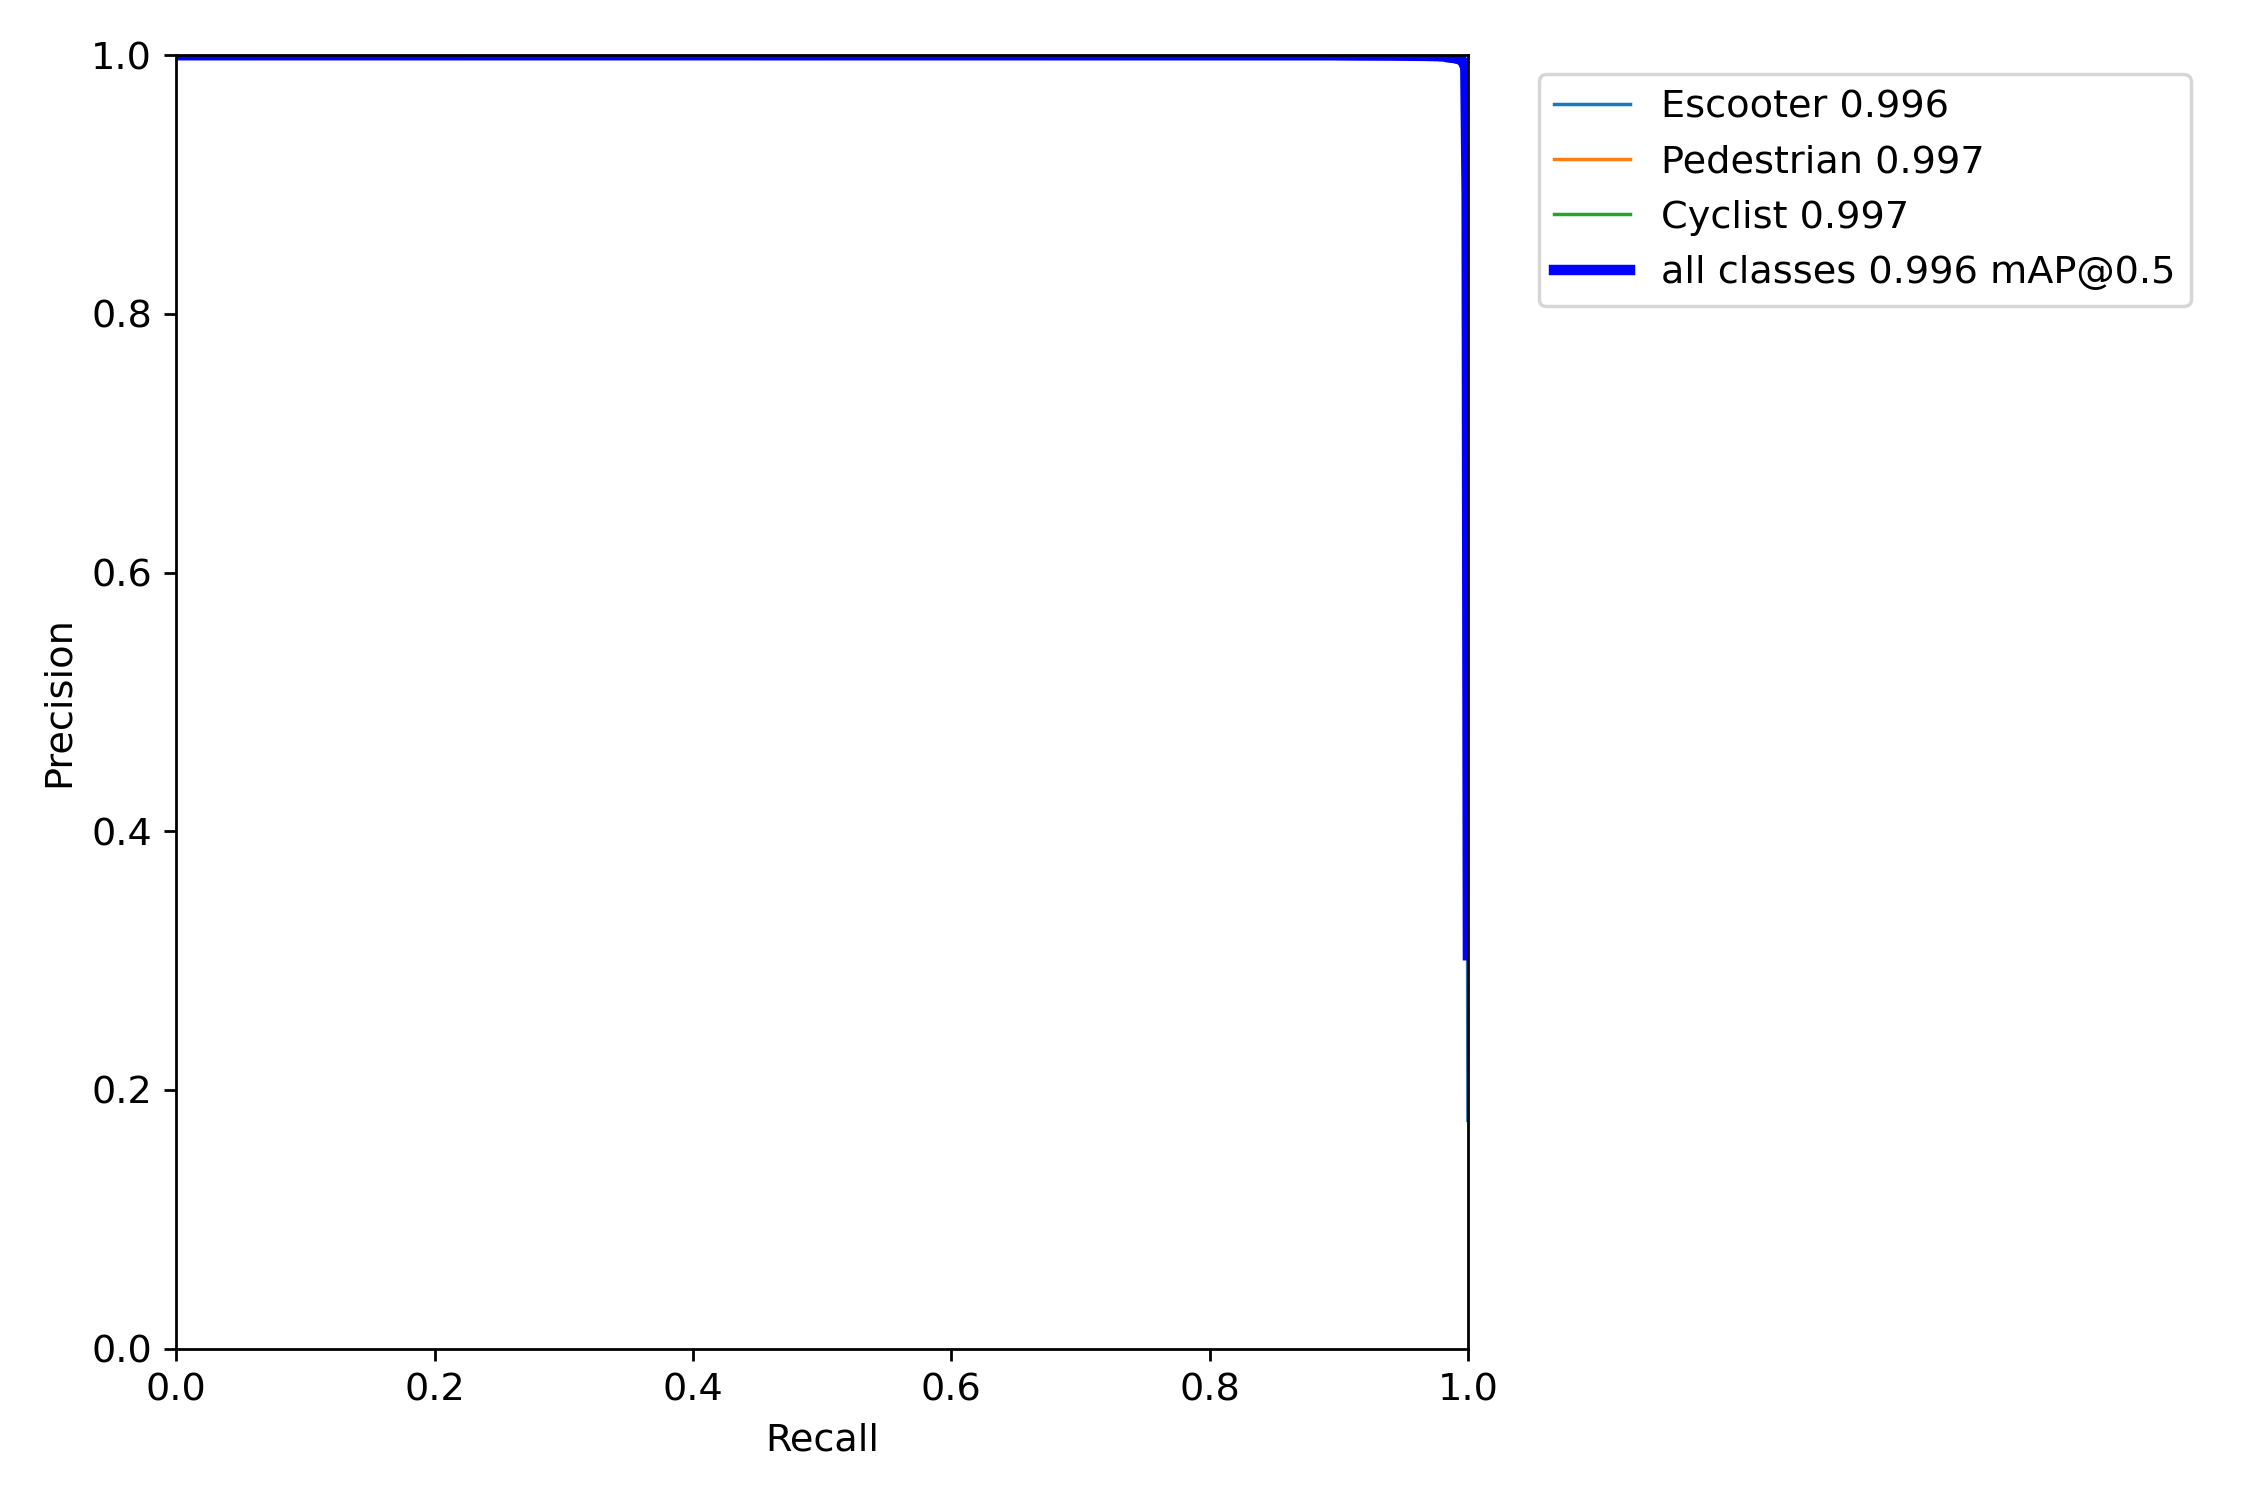 1.0
0.8
0.6
0.4
0.2
0.0
Precision
0.0 0.2 0.4 0.6 0.8 1.0
Recall
Escooter 0.996
Pedestrian 0.997
Cyclist 0.997
all classes 0.996 mAP@0.5